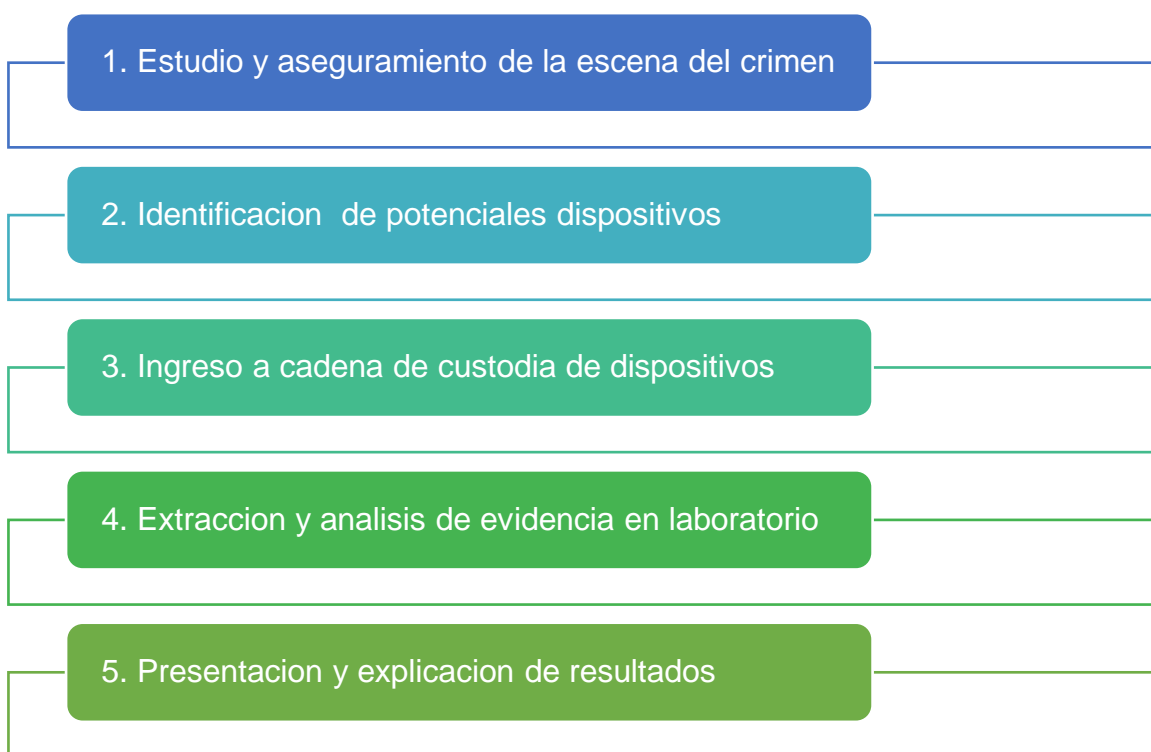 1. Estudio y aseguramiento de la escena del crimen
2. Identificacion  de potenciales dispositivos
3. Ingreso a cadena de custodia de dispositivos
4. Extraccion y analisis de evidencia en laboratorio
5. Presentacion y explicacion de resultados